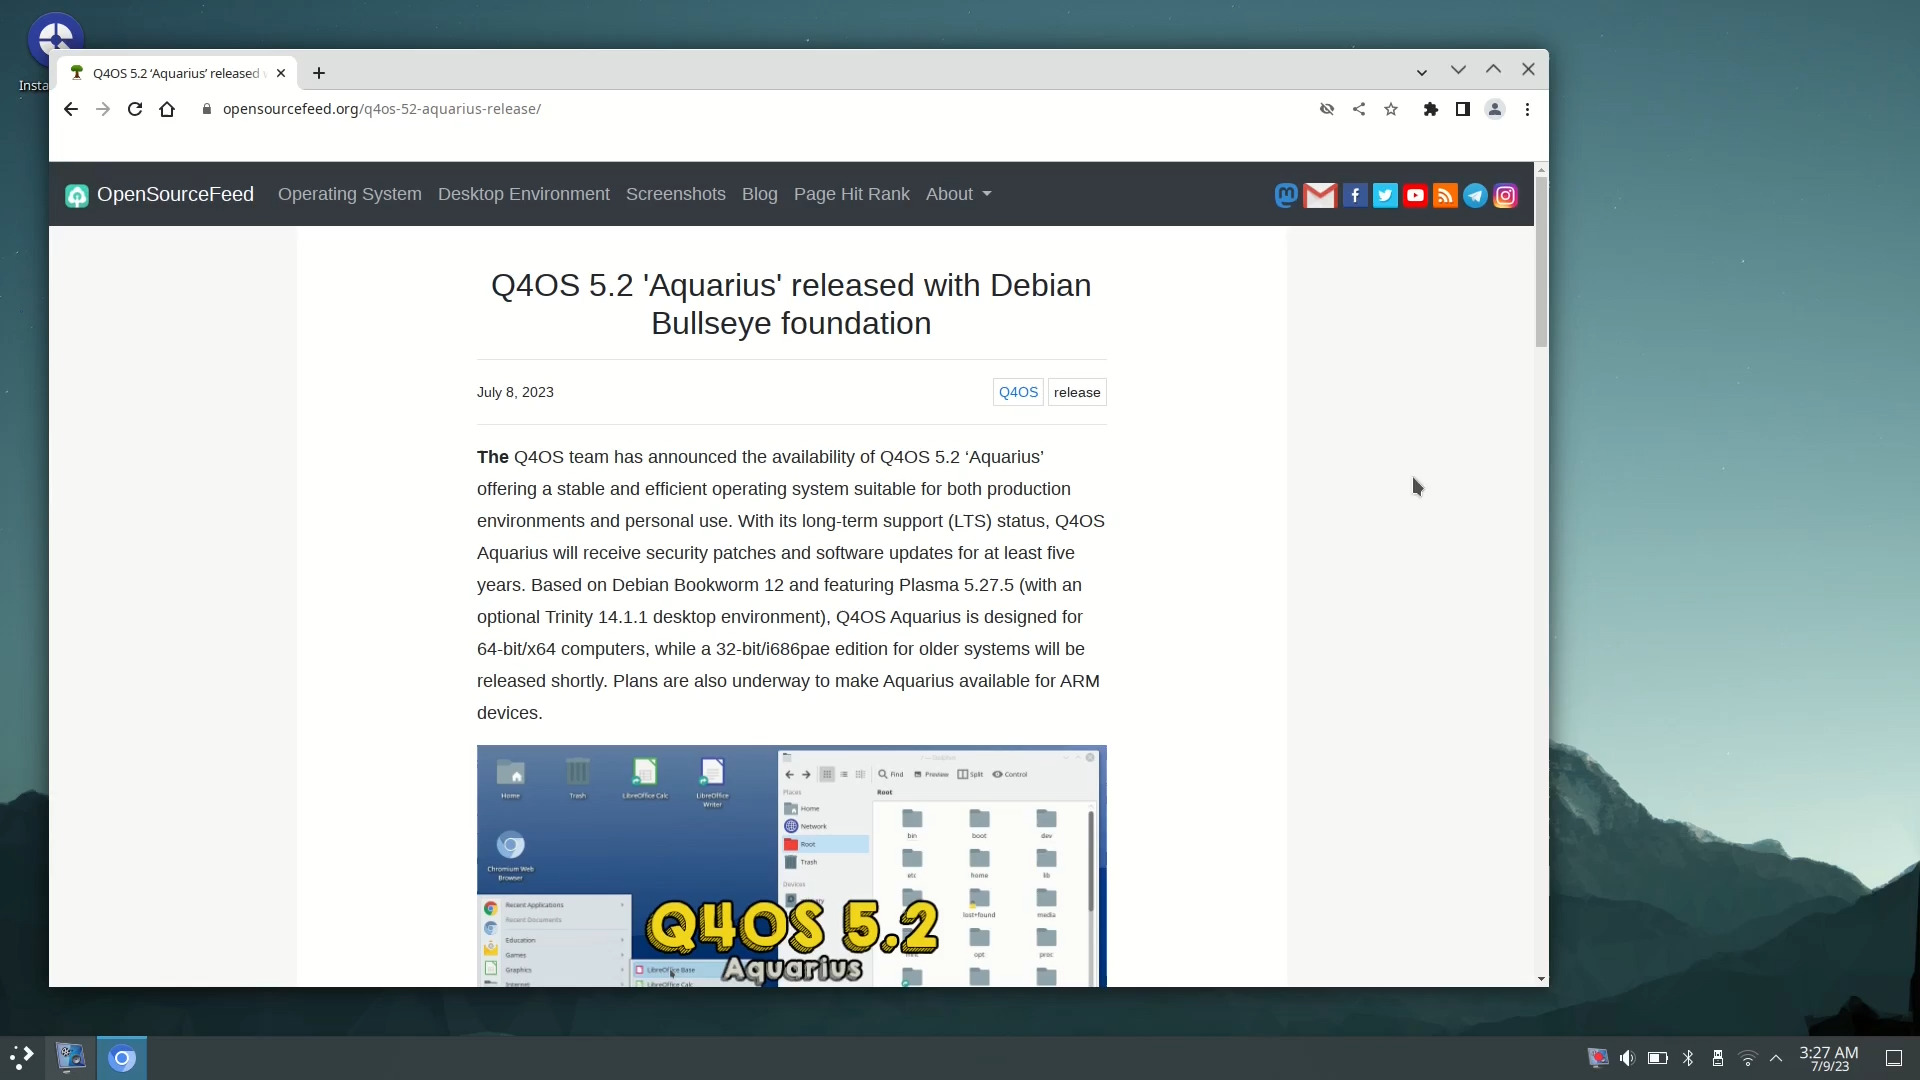 Insta
Q4OS 5.2 ‘Aquarius’ released
opensourcefeed.org/q4os-52-aquarius-release/
OpenSourceFeed Operating System Desktop Environment Screenshots Blog Page Hit Rank About
Q4OS 5.2 'Aquarius' released with Debian
Bullseye foundation
July 8, 2023
Q4OS release
The Q4OS team has announced the availability of Q4OS 5.2 ‘Aquarius’
offering a stable and efficient operating system suitable for both production
environments and personal use. With its long-term support (LTS) status, Q4OS
Aquarius will receive security patches and software updates for at least five
years. Based on Debian Bookworm 12 and featuring Plasma 5.27.5 (with an
optional Trinity 14.1.1 desktop environment), Q4OS Aquarius is designed for
64-bit/x64 computers, while a 32-bit/i686pae edition for older systems will be
released shortly. Plans are also underway to make Aquarius available for ARM
devices.
Home Trash LibreOffice Calc LibreOffice
Writer
Chromium Web
Browser
Find Preview Split Control
Places
Root
Home
Network
Root
Trash
Devices
bin boot dev
etc home lib
lost+found media
opt proc
Recent Applications
Recent Documents
Education
Games
Graphics
Internet
LibreOffice Base
LibreOffice Calc
Q4OS 5.2
Aquarius
3:27 AM
7/9/23